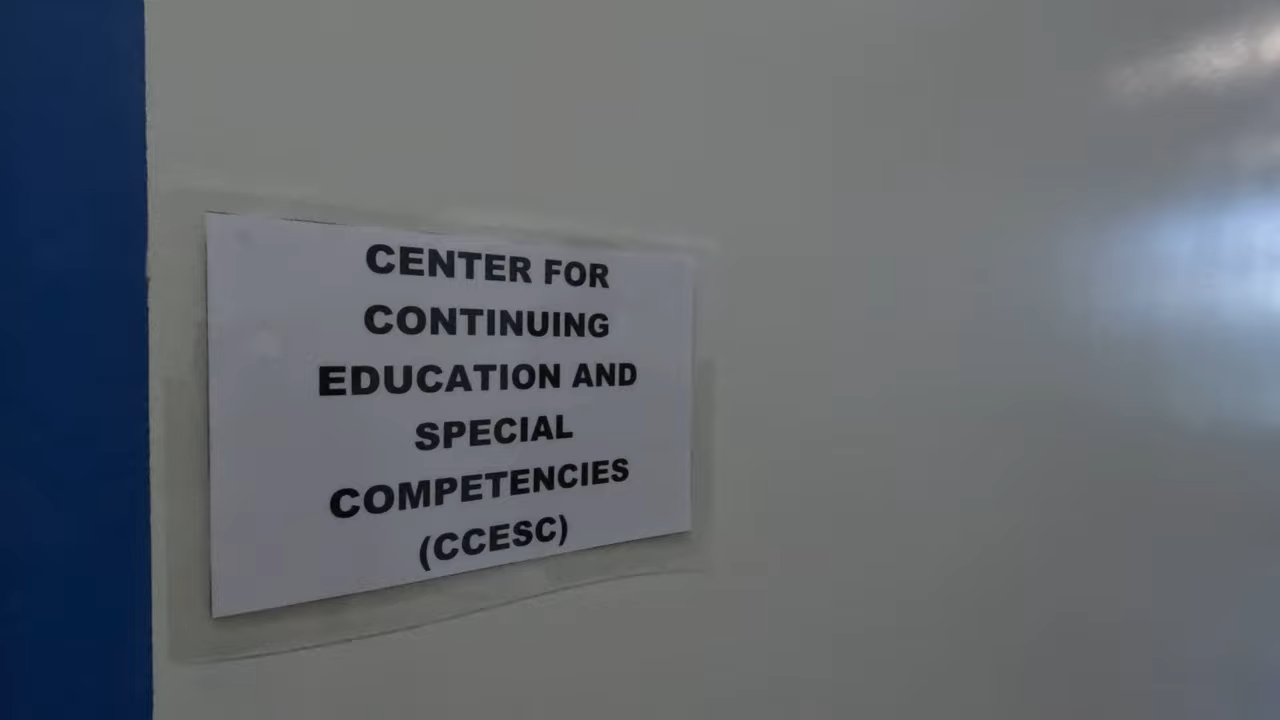 CENTER FOR
CONTINUING
EDUCATION AND
SPECIAL
COMPETENCIES
(CCESC)